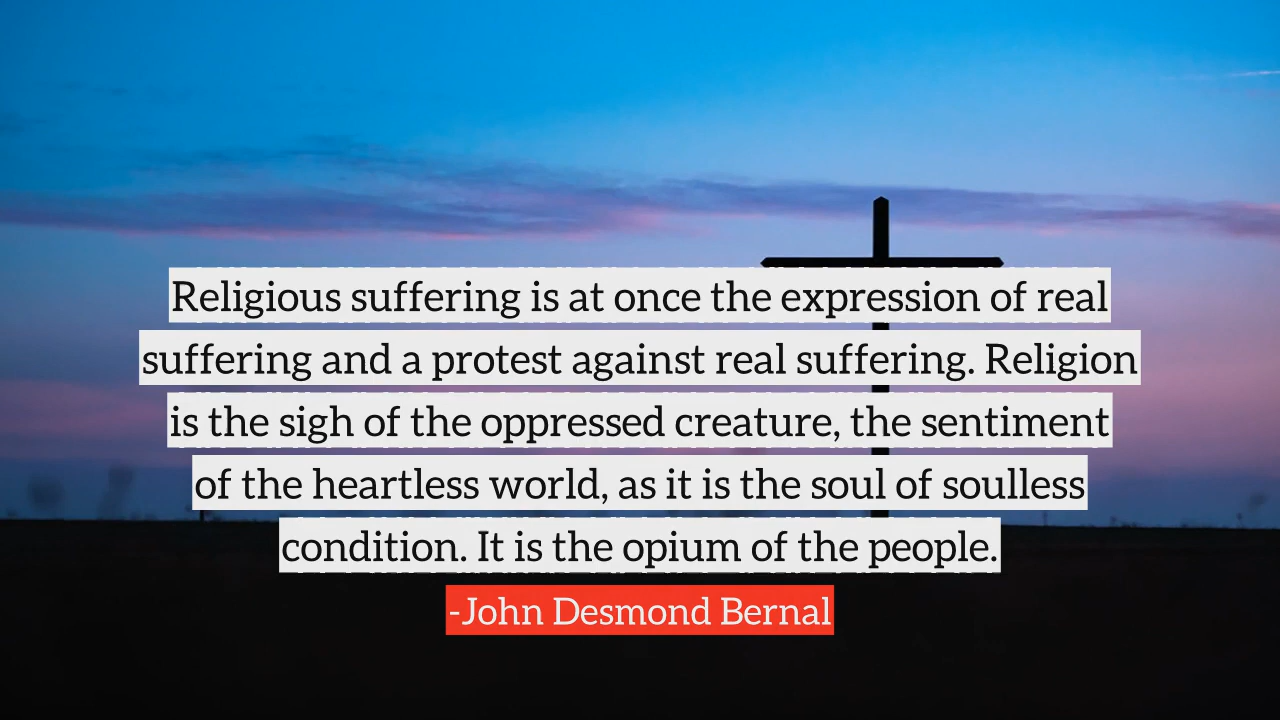 Religious suffering is at once the expression of real
suffering and a protest against real suffering. Religion
is the sigh of the oppressed creature, the sentiment
of the heartless world, as it is the soul of soulless
condition. It is the opium of the people.
-John Desmond Bernal